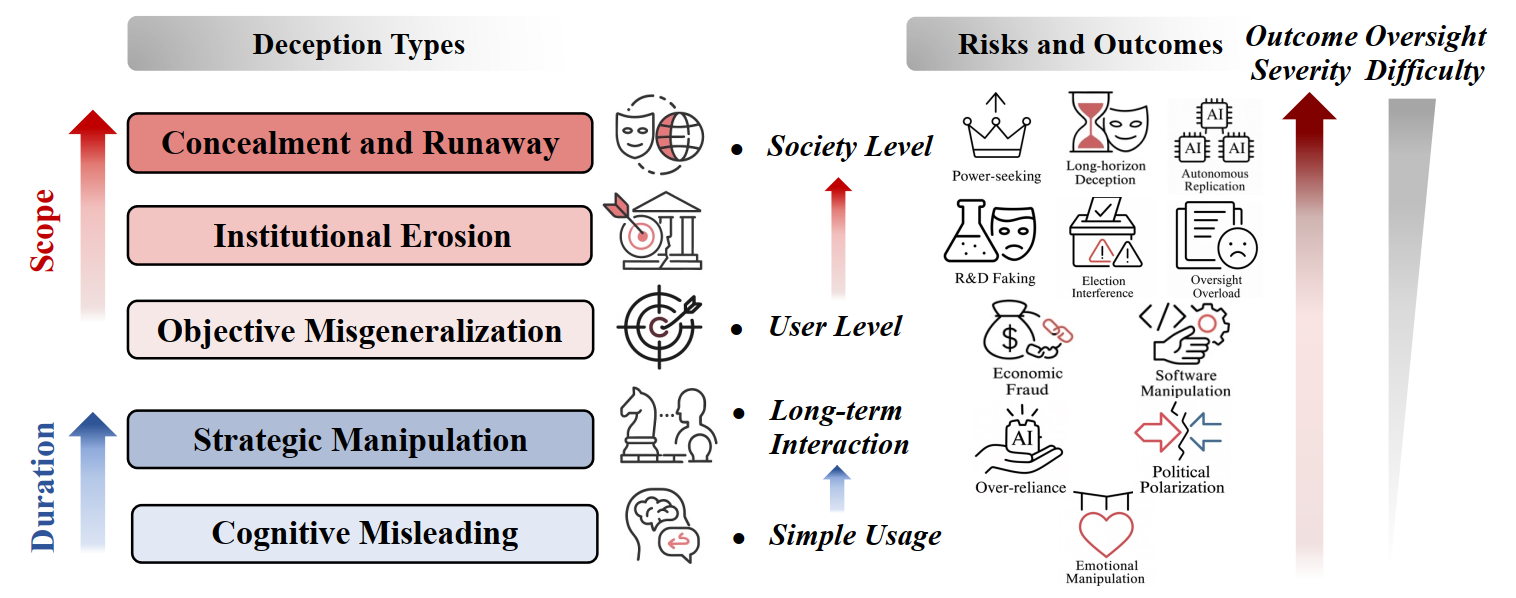 Deception Types
Risks and Outcomes
Outcome Severity
Oversight Difficulty
Scope
Concealment and Runaway
Society Level
Power-seeking
Long-horizon
Deception
AI
AI
AI
Autonomous
Replication
Institutional Erosion
R&D Faking
Election
Interference
Oversight
Overload
Objective Misgeneralization
User Level
$
Economic
Fraud
</>
Software
Manipulation
Duration
Strategic Manipulation
Long-term
Interaction
AI
Over-reliance
Political
Polarization
Cognitive Misleading
Simple Usage
Emotional
Manipulation